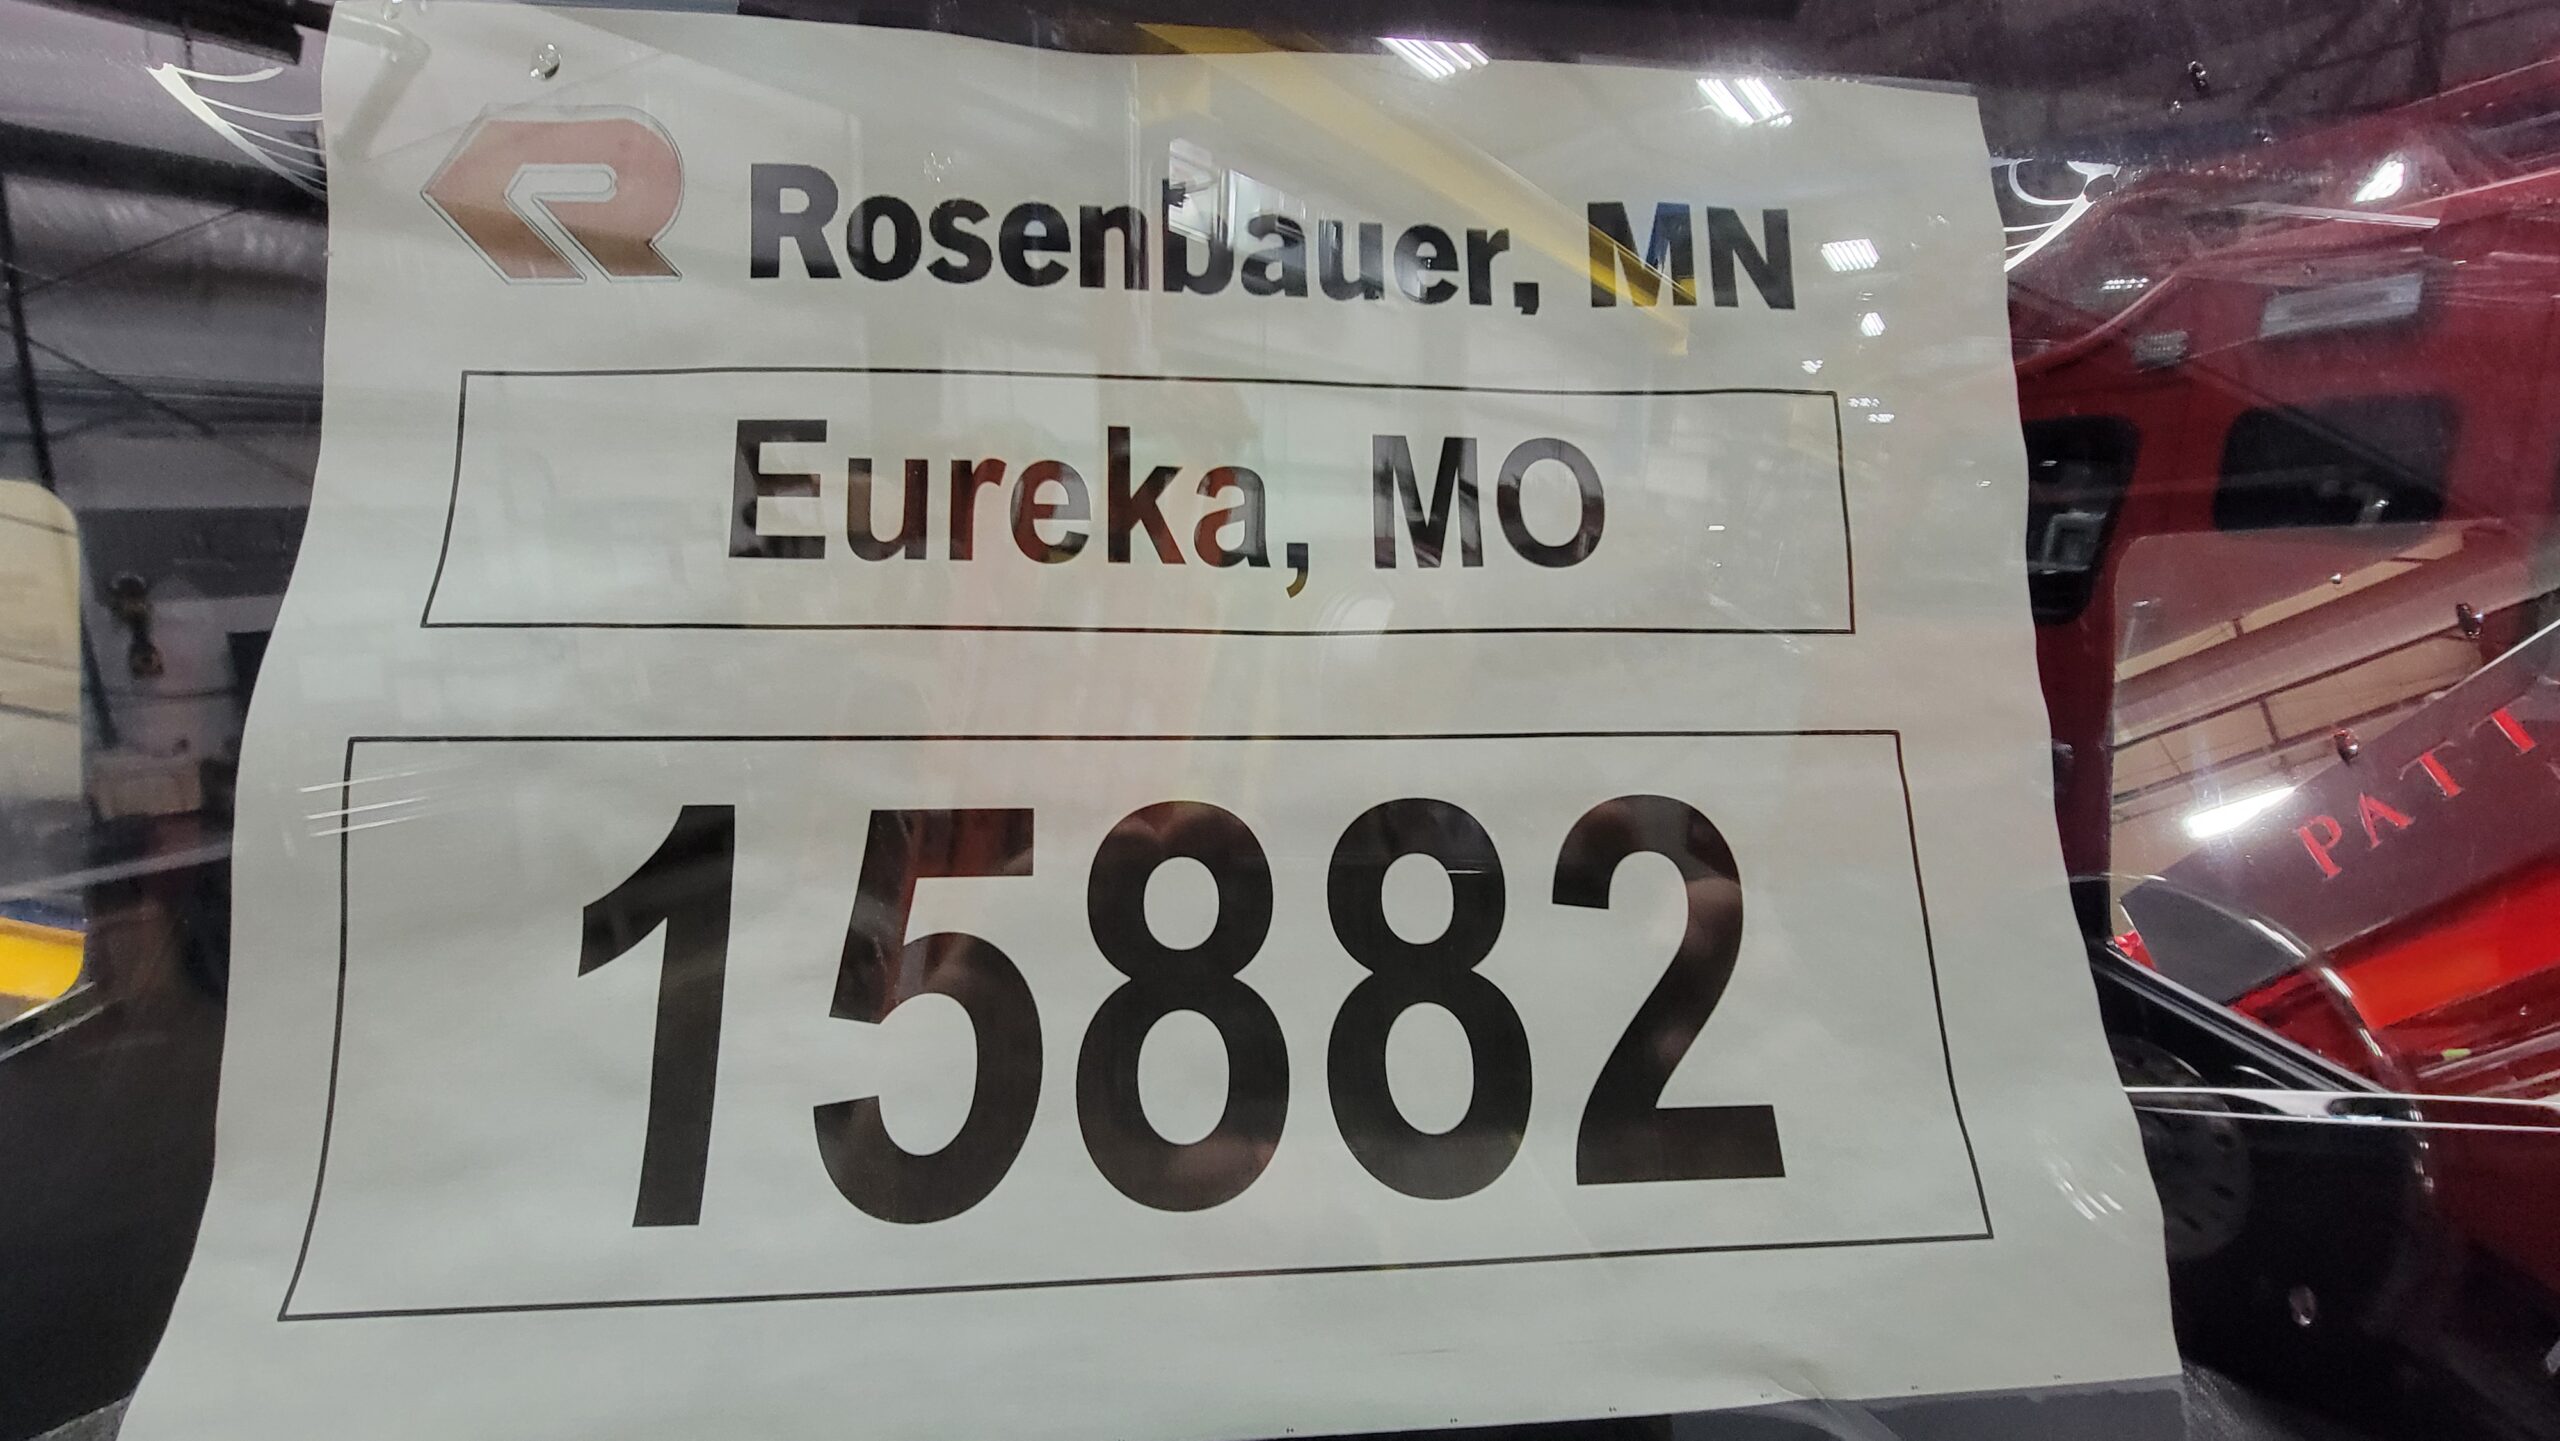 Rosenbauer, MN
Eureka, MO
15882